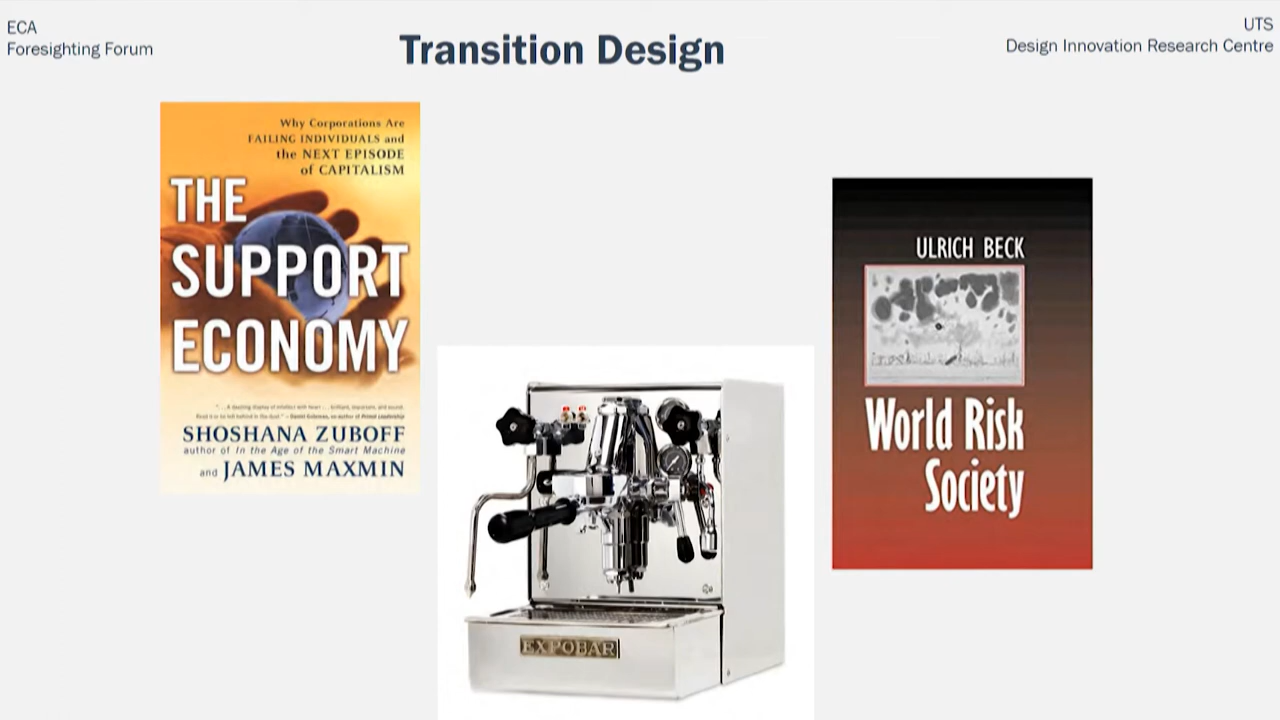 ECA
Foresighting Forum
Transition Design
UTS
Design Innovation Research Centre
Why Corporations Are
FAILING INDIVIDUALS and
the NEXT EPISODE
of CAPITALISM
THE
SUPPORT
ECONOMY
SHOSHANA ZUBOFF
author of In the Age of the Smart Machine
and JAMES MAXMIN
ULRICH BECK
World Risk
Society
EXPOBAR